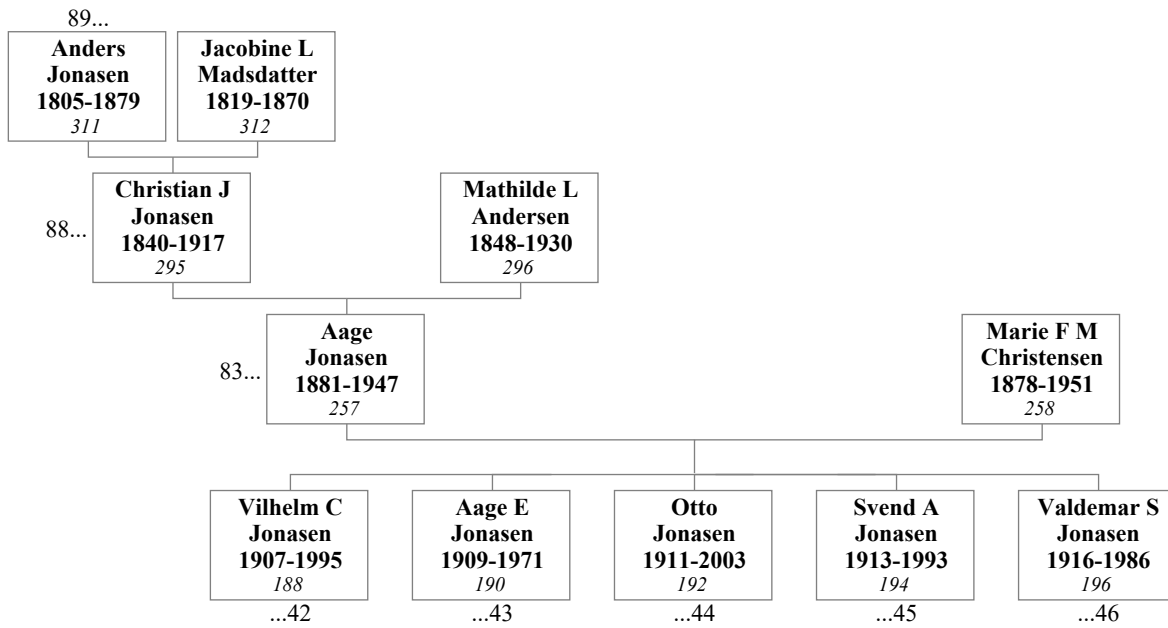 89...
Anders
Jonasen
1805-1879
311
Jacobine L
Madsdatter
1819-1870
312
88...
Christian J
Jonasen
1840-1917
295
Mathilde L
Andersen
1848-1930
296
83...
Aage
Jonasen
1881-1947
257
Marie F M
Christensen
1878-1951
258
Vilhelm C
Jonasen
1907-1995
188
...42
Aage E
Jonasen
1909-1971
190
...43
Otto
Jonasen
1911-2003
192
...44
Svend A
Jonasen
1913-1993
194
...45
Valdemar S
Jonasen
1916-1986
196
...46